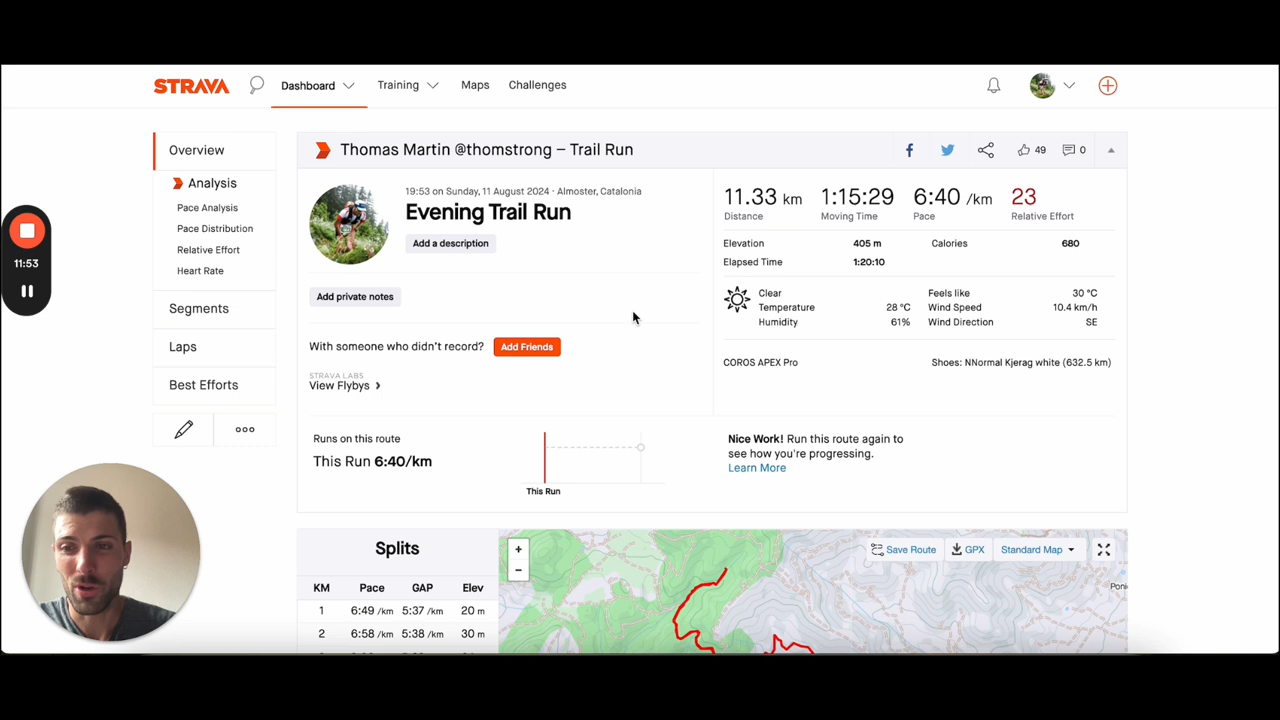 STRAVA
Dashboard
Training
Maps
Challenges
Overview
Analysis
Pace Analysis
Pace Distribution
Relative Effort
Heart Rate
Segments
Laps
Best Efforts
11:53
Thomas Martin @thomstrong – Trail Run
49
0
19:53 on Sunday, 11 August 2024 · Almoster, Catalonia
Evening Trail Run
Add a description
Add private notes
With someone who didn't record? Add Friends
STRAVA LABS
View Flybys
11.33 km 1:15:29 6:40 /km 23
Distance Moving Time Pace Relative Effort
Elevation 405 m Calories 680
Elapsed Time 1:20:10
Clear Feels like 30 °C
Temperature 28 °C Wind Speed 10.4 km/h
Humidity 61% Wind Direction SE
COROS APEX Pro Shoes: NNormal Kjerag white (632.5 km)
Runs on this route
This Run 6:40/km
This Run
Nice Work! Run this route again to
see how you're progressing.
Learn More
Splits
KM Pace GAP Elev
1 6:49 /km 5:37 /km 20 m
2 6:58 /km 5:38 /km 30 m
+
−
Save Route
GPX
Standard Map